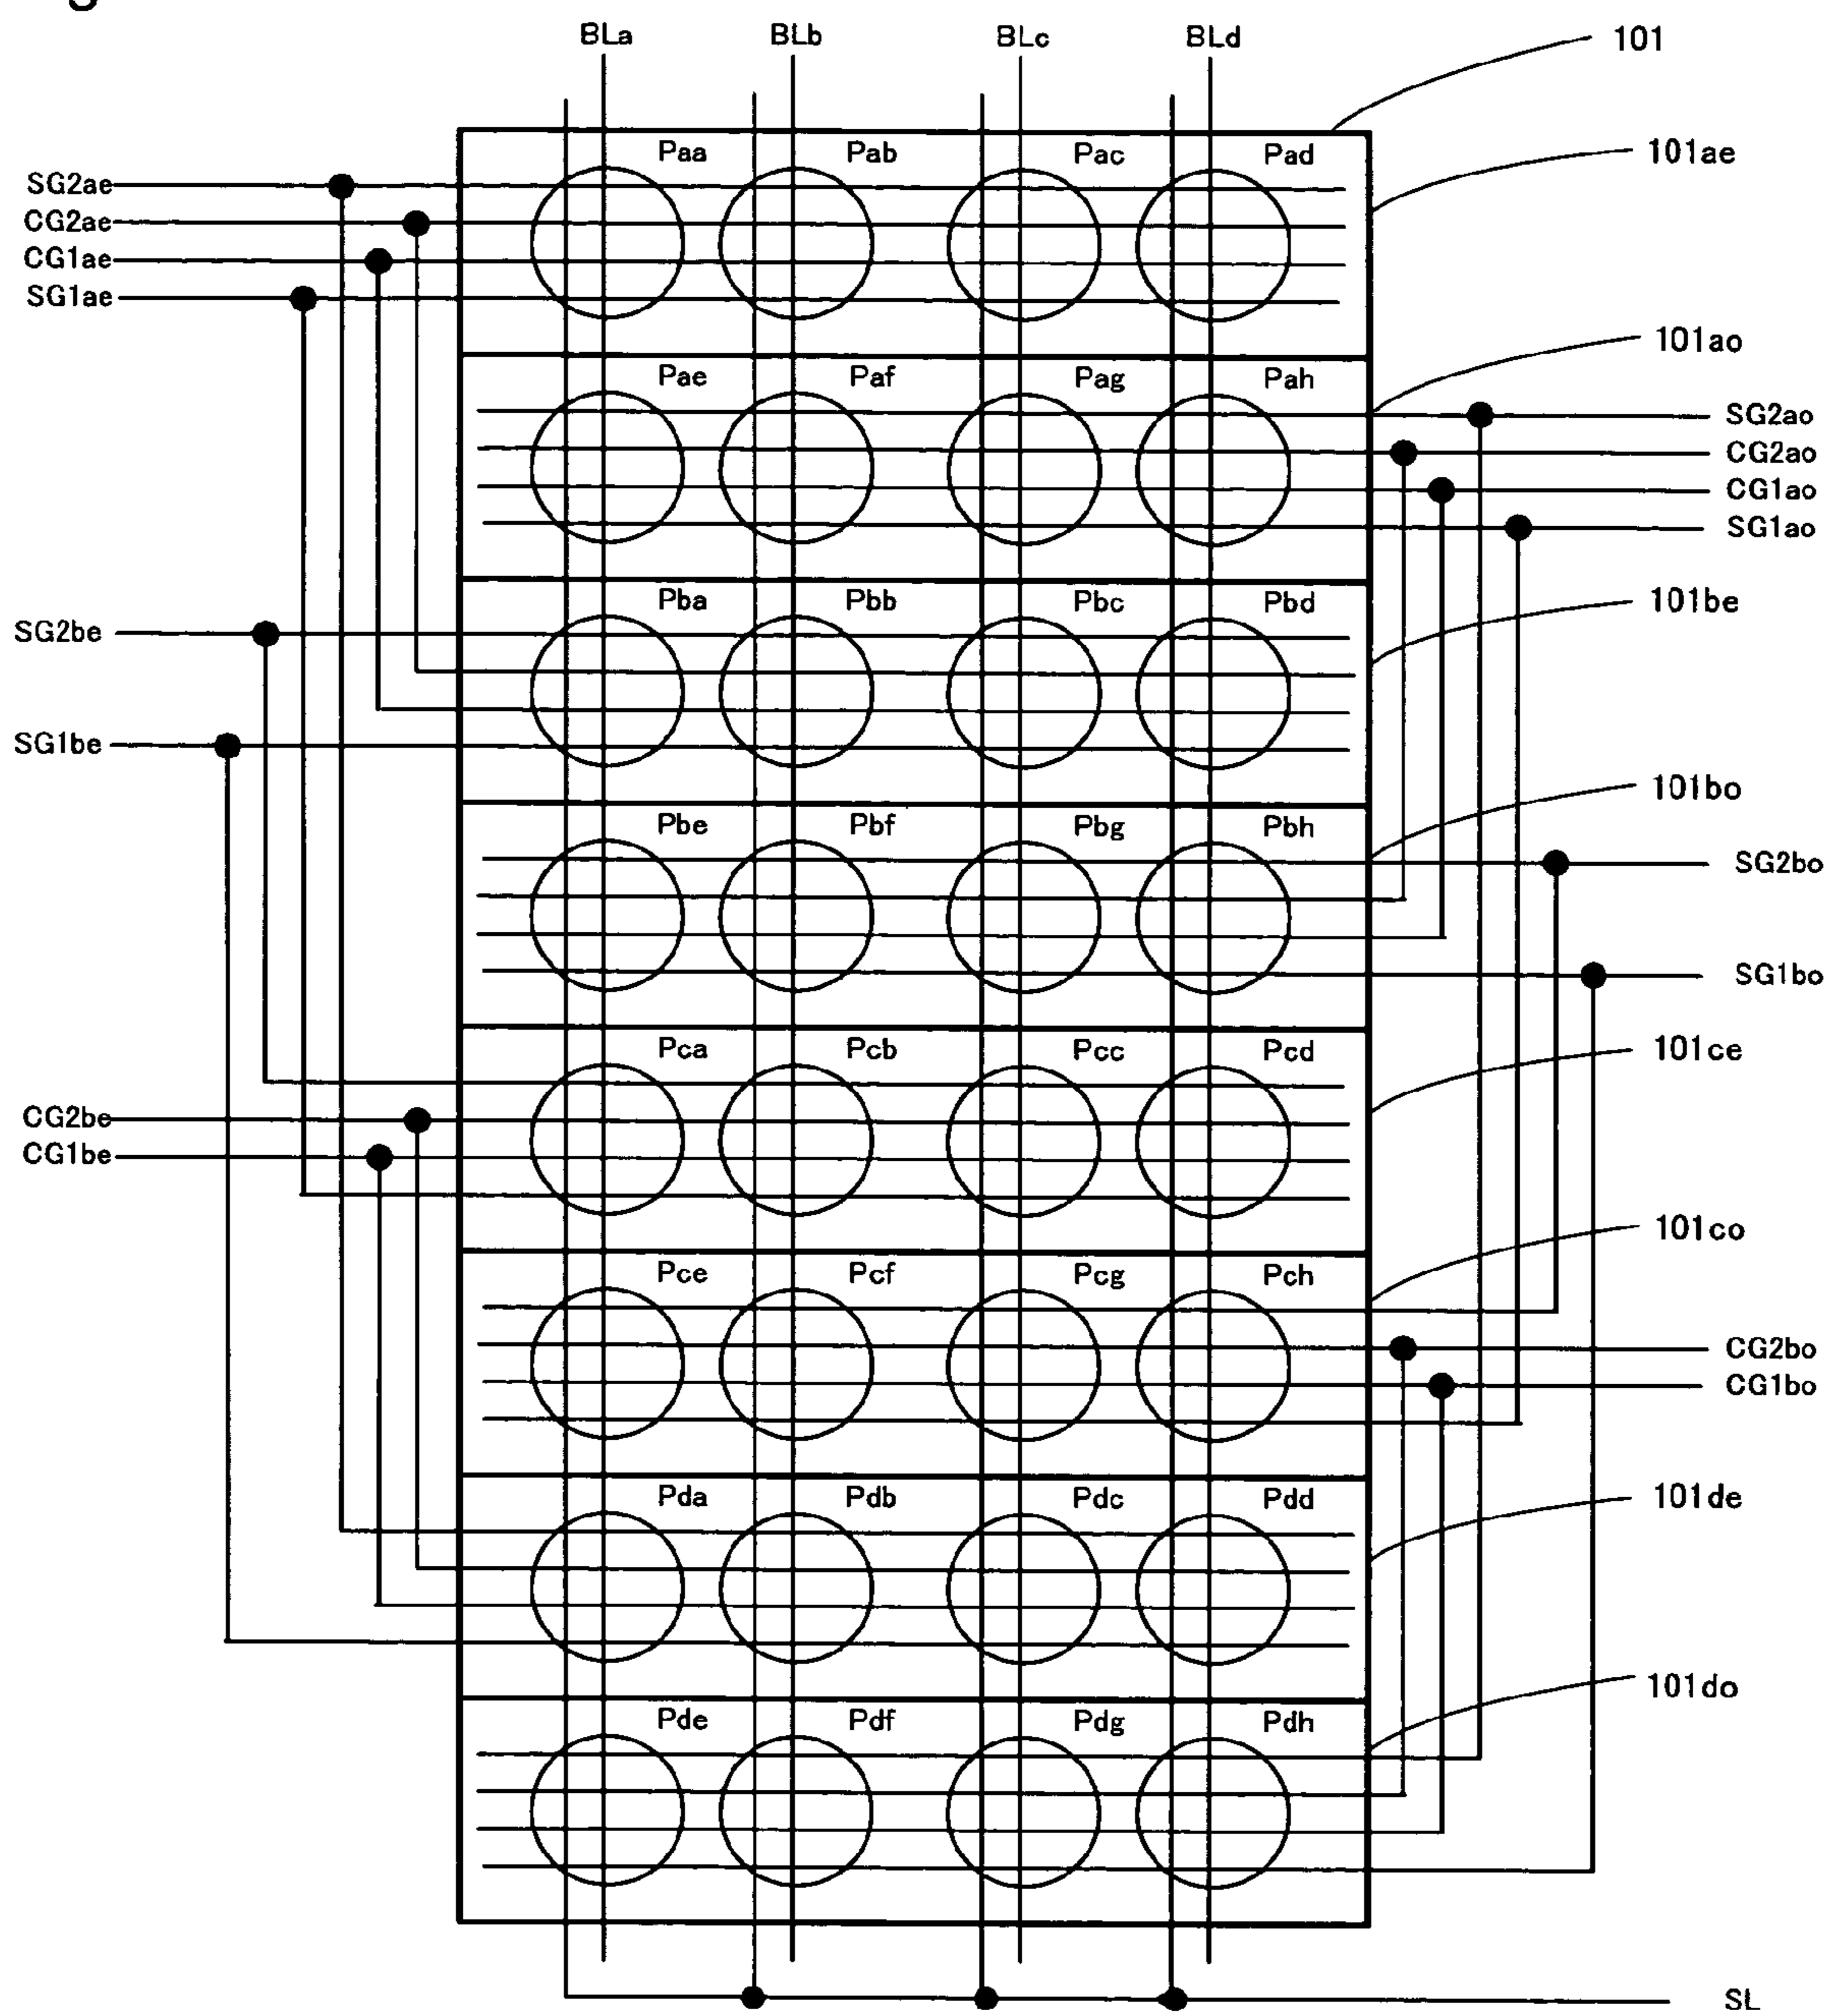 BLa BLb BLc BLd
101
Paa Pab Pac Pad
101ae
SG2ae
CG2ae
CG1ae
SG1ae
101ao
Pae Paf Pag Pah
SG2ao
CG2ao
CG1ao
SG1ao
Pba Pbb Pbc Pbd
101be
SG2be
SG1be
101bo
Pbe Pbf Pbg Pbh
SG2bo
SG1bo
Pca Pcb Pcc Pcd
101ce
CG2be
CG1be
101co
Pce Pcf Pcg Pch
CG2bo
CG1bo
Pda Pdb Pdc Pdd
101de
101do
Pde Pdf Pdg Pdh
SL